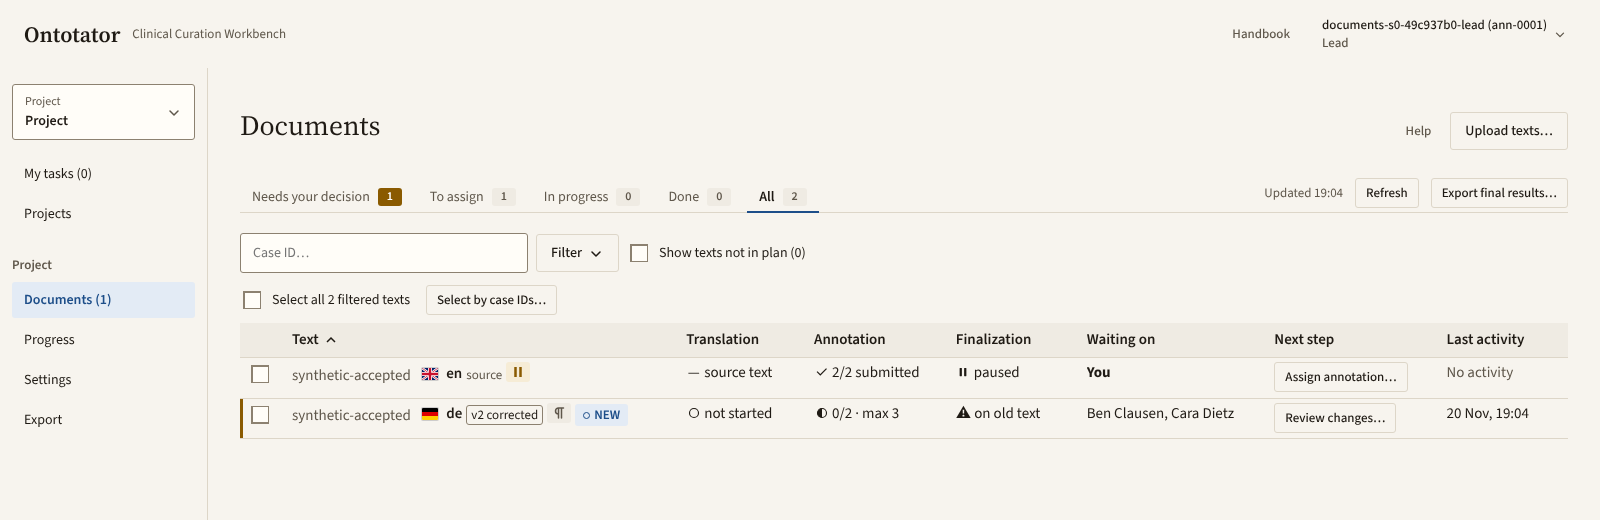 Ontotator Clinical Curation Workbench
Handbook
documents-s0-49c937b0-lead (ann-0001)
Lead
Project
Project
My tasks (0)
Projects
Project
Documents (1)
Progress
Settings
Export
Documents
Help
Upload texts…
Needs your decision 1 To assign 1 In progress 0 Done 0 All 2
Updated 19:04 Refresh Export final results…
Case ID… Filter Show texts not in plan (0)
Select all 2 filtered texts Select by case IDs…
Text Translation Annotation Finalization Waiting on Next step Last activity
synthetic-accepted en source — source text 2/2 submitted paused You Assign annotation… No activity
synthetic-accepted de v2 corrected ¶ NEW not started 0/2 · max 3 on old text Ben Clausen, Cara Dietz Review changes… 20 Nov, 19:04